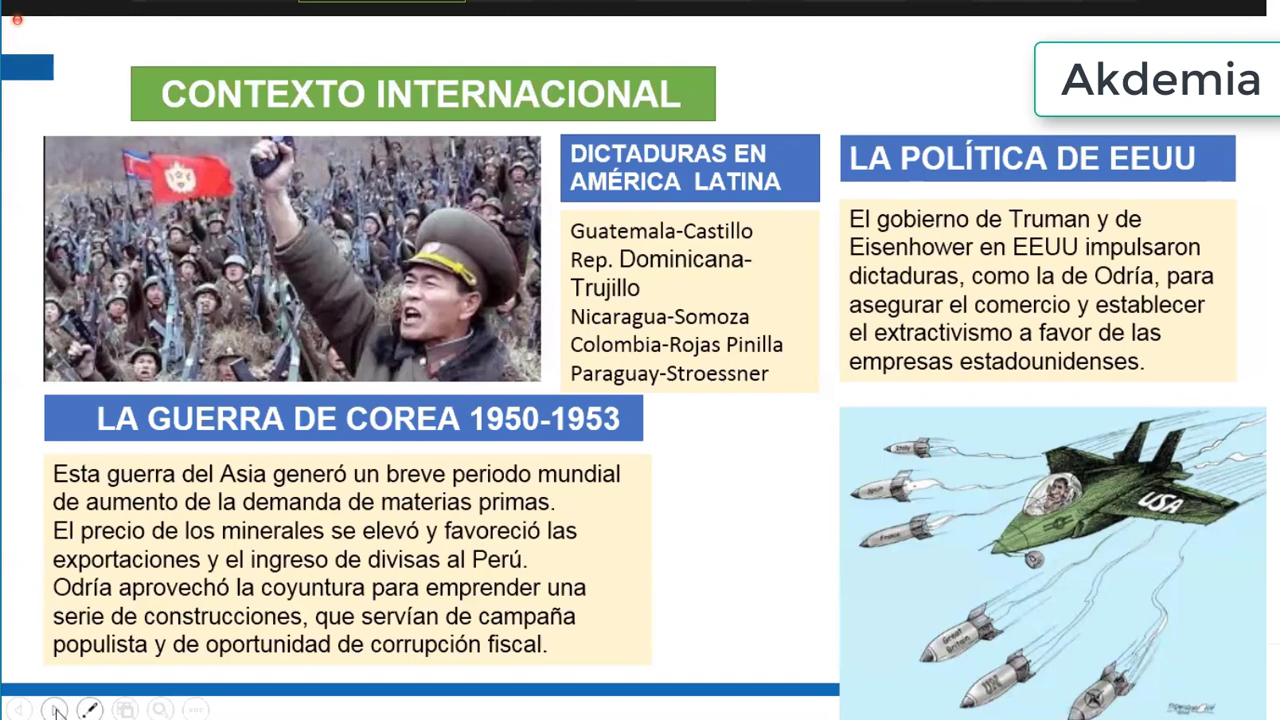 Akdemia
CONTEXTO INTERNACIONAL
DICTADURAS EN
AMÉRICA LATINA
Guatemala-Castillo
Rep. Dominicana-
Trujillo
Nicaragua-Somoza
Colombia-Rojas Pinilla
Paraguay-Stroessner
LA POLÍTICA DE EEUU
El gobierno de Truman y de
Eisenhower en EEUU impulsaron
dictaduras, como la de Odría, para
asegurar el comercio y establecer
el extractivismo a favor de las
empresas estadounidenses.
LA GUERRA DE COREA 1950-1953
Esta guerra del Asia generó un breve periodo mundial
de aumento de la demanda de materias primas.
El precio de los minerales se elevó y favoreció las
exportaciones y el ingreso de divisas al Perú.
Odría aprovechó la coyuntura para emprender una
serie de construcciones, que servían de campaña
populista y de oportunidad de corrupción fiscal.
USA
France
Great
Britain
UN